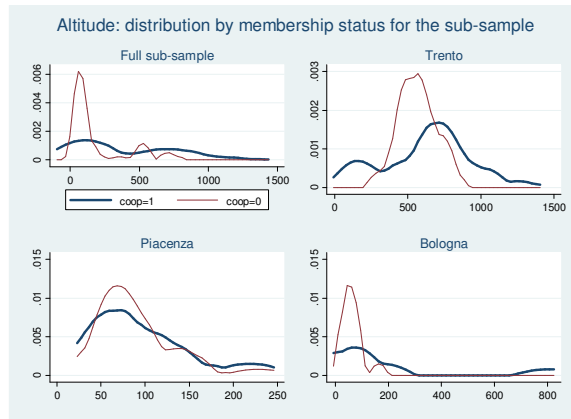 Altitude: distribution by membership status for the sub-sample
Full sub-sample
.006
.004
.002
0
0 500 1000 1500
coop=1 coop=0
Trento
.003
.002
.001
0
0 500 1000 1500
Piacenza
.015
.01
.005
0
0 50 100 150 200 250
Bologna
.015
.01
.005
0
0 200 400 600 800